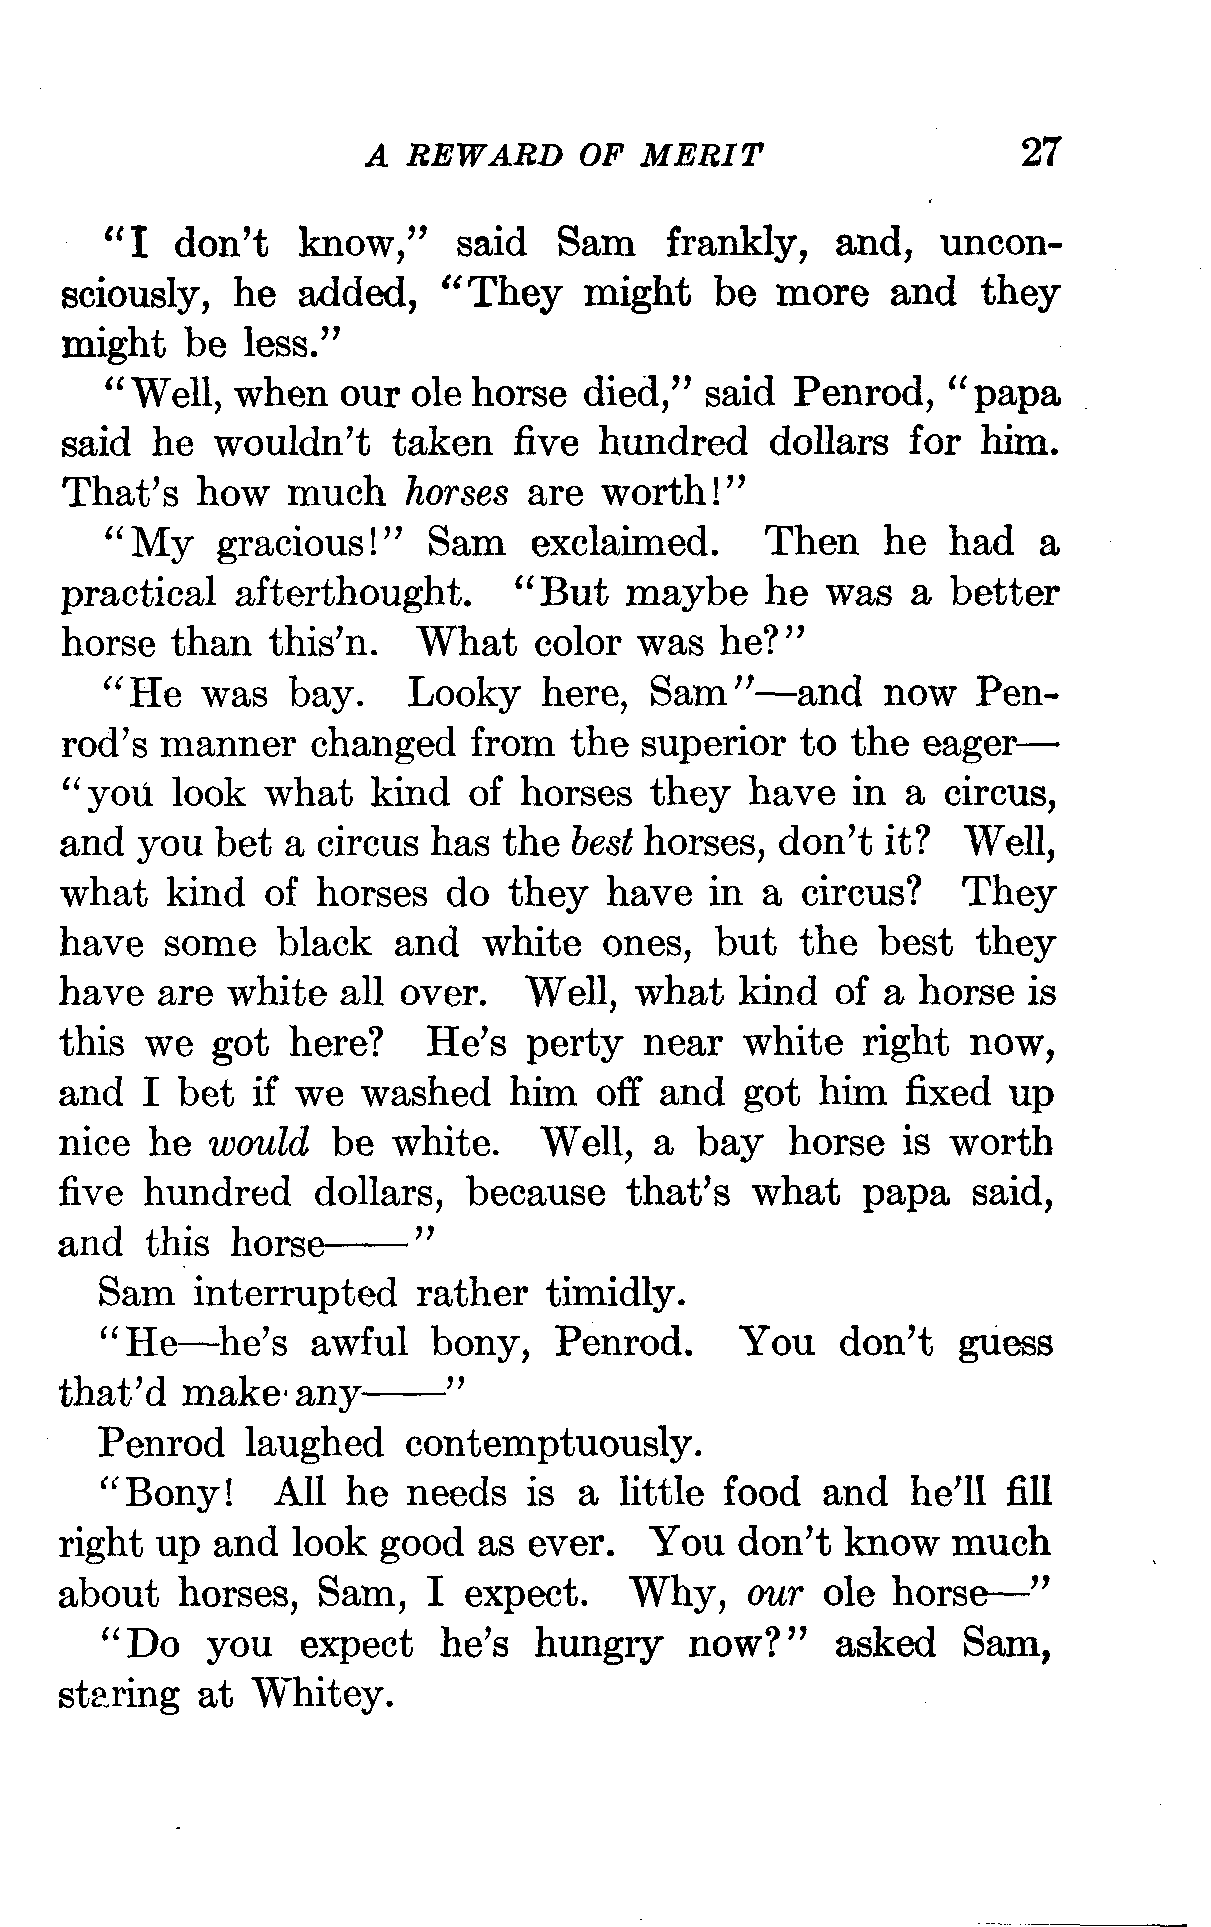 A REWARD OF MERIT 27
“I don’t know,” said Sam frankly, and, uncon-
sciously, he added, “They might be more and they
might be less.”
“Well, when our ole horse died,” said Penrod, “papa
said he wouldn’t taken five hundred dollars for him.
That’s how much horses are worth!”
“My gracious!” Sam exclaimed. Then he had a
practical afterthought. “But maybe he was a better
horse than this’n. What color was he?”
“He was bay. Looky here, Sam”—and now Pen-
rod’s manner changed from the superior to the eager—
“you look what kind of horses they have in a circus,
and you bet a circus has the best horses, don’t it? Well,
what kind of horses do they have in a circus? They
have some black and white ones, but the best they
have are white all over. Well, what kind of a horse is
this we got here? He’s perty near white right now,
and I bet if we washed him off and got him fixed up
nice he would be white. Well, a bay horse is worth
five hundred dollars, because that’s what papa said,
and this horse——”
Sam interrupted rather timidly.
“He—he’s awful bony, Penrod. You don’t guess
that’d make any——”
Penrod laughed contemptuously.
“Bony! All he needs is a little food and he’ll fill
right up and look good as ever. You don’t know much
about horses, Sam, I expect. Why, our ole horse—”
“Do you expect he’s hungry now?” asked Sam,
staring at Whitey.